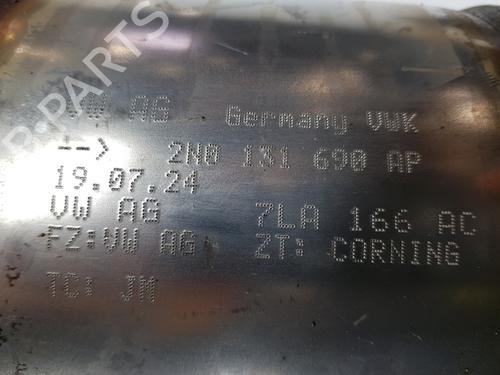 B-PARTS
VW AG Germany VWK
--> 2N0 131 690 AP
19.07.24
VW AG 7LA 166 AC
FZ: VW AG ZT: CORNING
TC: JM